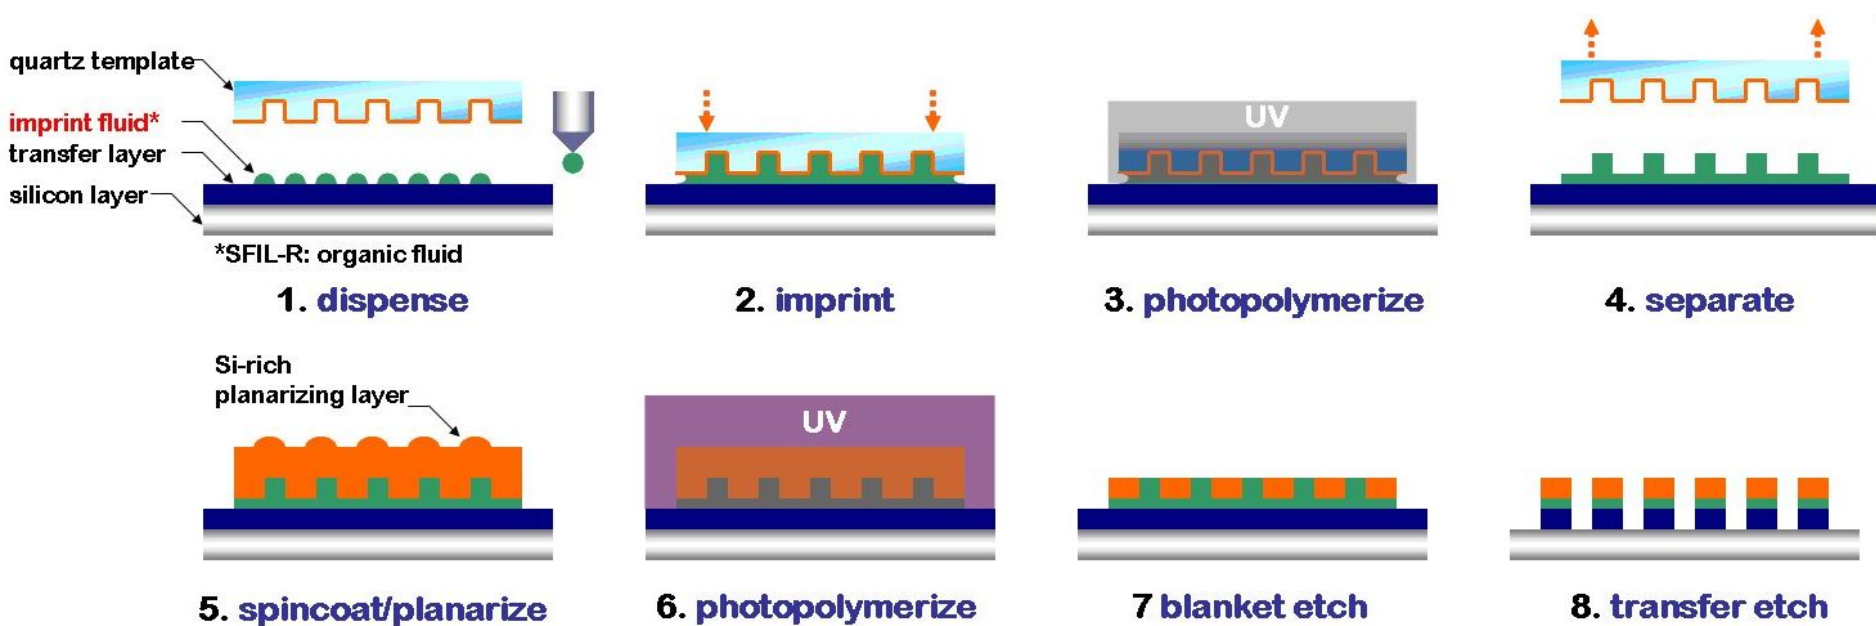 quartz template
imprint fluid*
transfer layer
silicon layer
*SFIL-R: organic fluid
1. dispense
2. imprint
UV
3. photopolymerize
4. separate
Si-rich
planarizing layer
5. spincoat/planarize
UV
6. photopolymerize
7 blanket etch
8. transfer etch